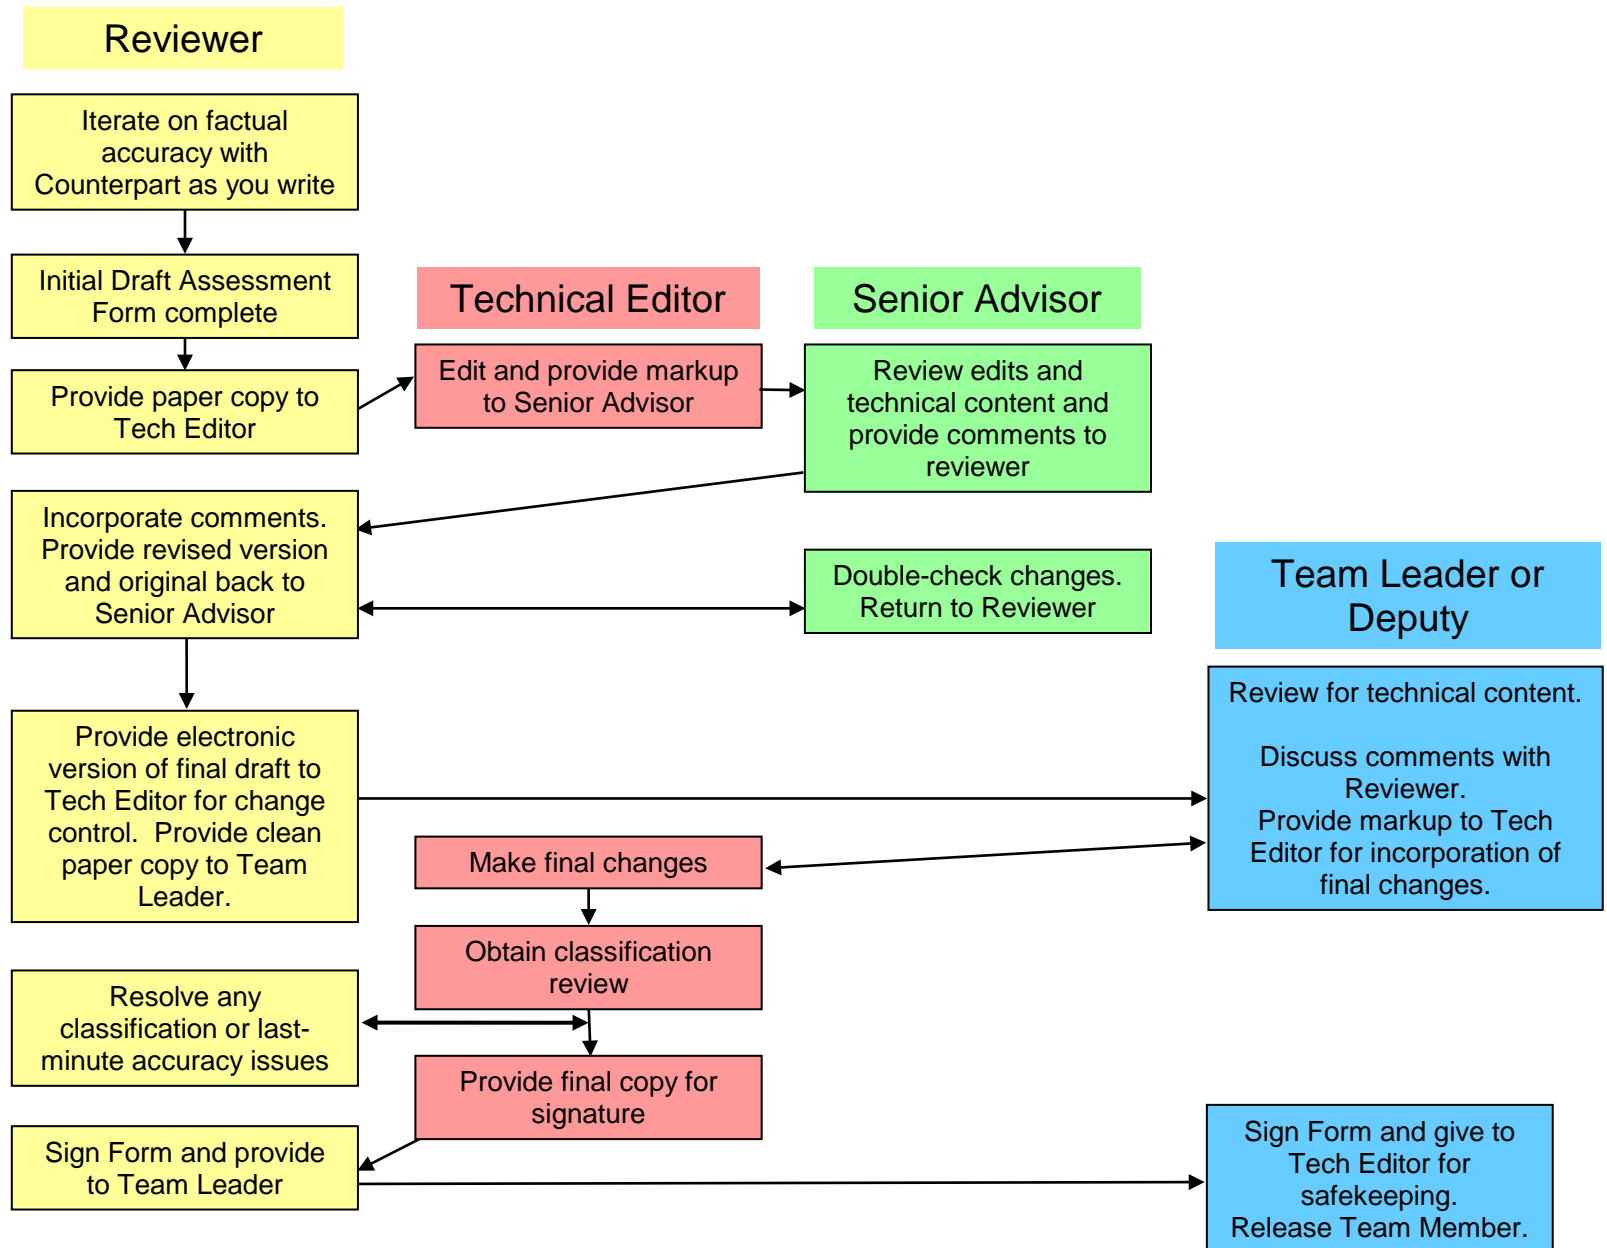 Reviewer
Iterate on factual
accuracy with
Counterpart as you write
Initial Draft Assessment
Form complete
Provide paper copy to
Tech Editor
Incorporate comments.
Provide revised version
and original back to
Senior Advisor
Provide electronic
version of final draft to
Tech Editor for change
control.  Provide clean
paper copy to Team
Leader.
Resolve any
classification or last-
minute accuracy issues
Sign Form and provide
to Team Leader
Technical Editor
Edit and provide markup
to Senior Advisor
Make final changes
Obtain classification
review
Provide final copy for
signature
Senior Advisor
Review edits and
technical content and
provide comments to
reviewer
Double-check changes.
Return to Reviewer
Team Leader or
Deputy
Review for technical content.
Discuss comments with
Reviewer.
Provide markup to Tech
Editor for incorporation of
final changes.
Sign Form and give to
Tech Editor for
safekeeping.
Release Team Member.